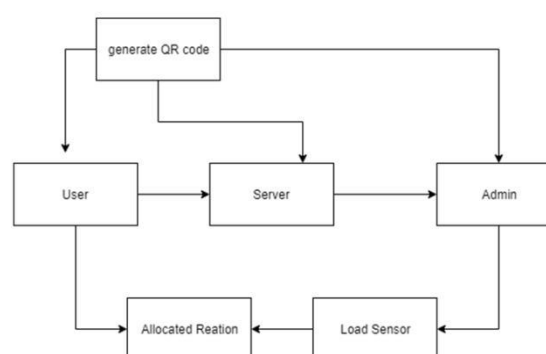 generate QR code
User
Server
Admin
Allocated Reation
Load Sensor